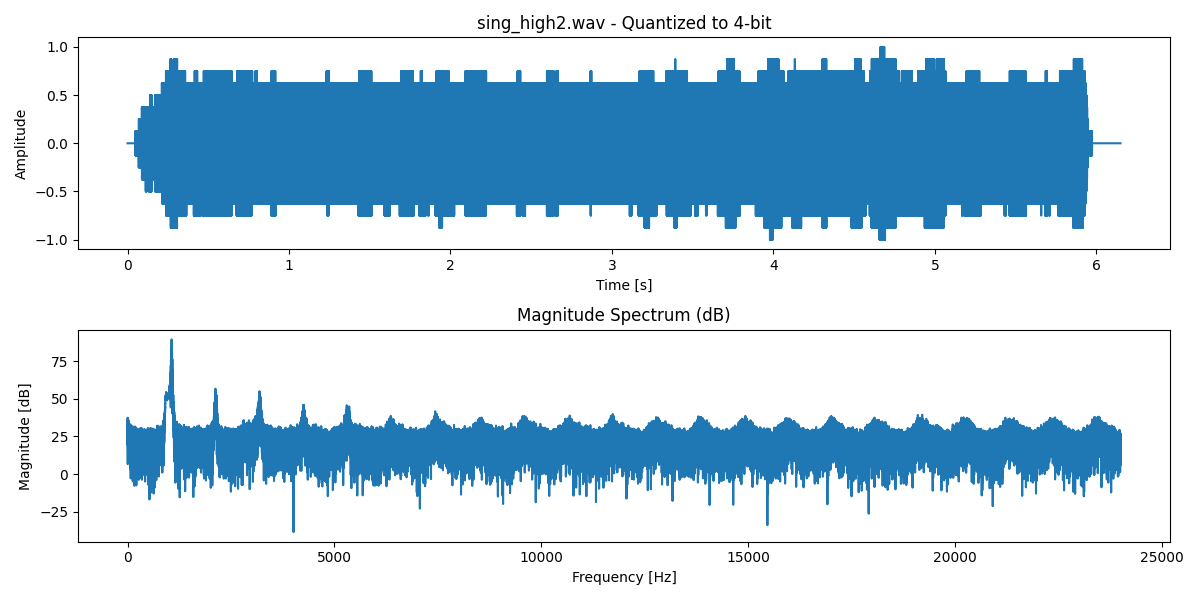 sing_high2.wav - Quantized to 4-bit
1.0
0.5
0.0
−0.5
−1.0
Amplitude
0 1 2 3 4 5 6
Time [s]
Magnitude Spectrum (dB)
75
50
25
0
−25
Magnitude [dB]
0 5000 10000 15000 20000 25000
Frequency [Hz]